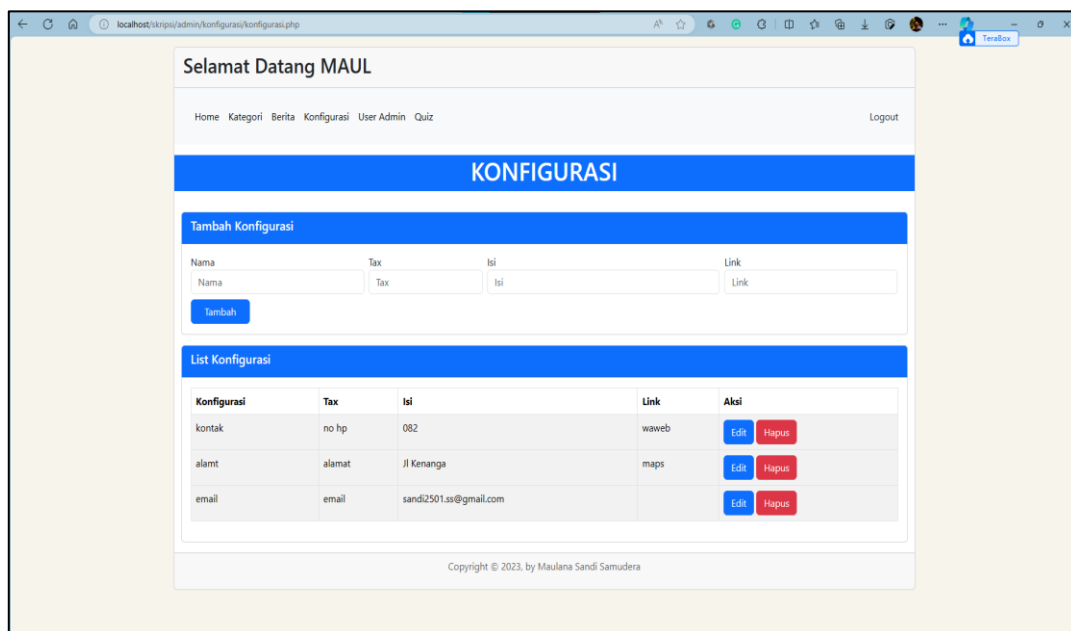 localhost/skripsi/admin/konfigurasi/konfigurasi.php
TeraBox
Selamat Datang MAUL
Home Kategori Berita Konfigurasi User Admin Quiz Logout
KONFIGURASI
Tambah Konfigurasi
Nama Tax Isi Link
Nama Tax Isi Link
Tambah
List Konfigurasi
Konfigurasi Tax Isi Link Aksi
kontak no hp 082 waweb Edit Hapus
alamt alamat Jl Kenanga maps Edit Hapus
email email sandi2501.ss@gmail.com Edit Hapus
Copyright © 2023, by Maulana Sandi Samudera